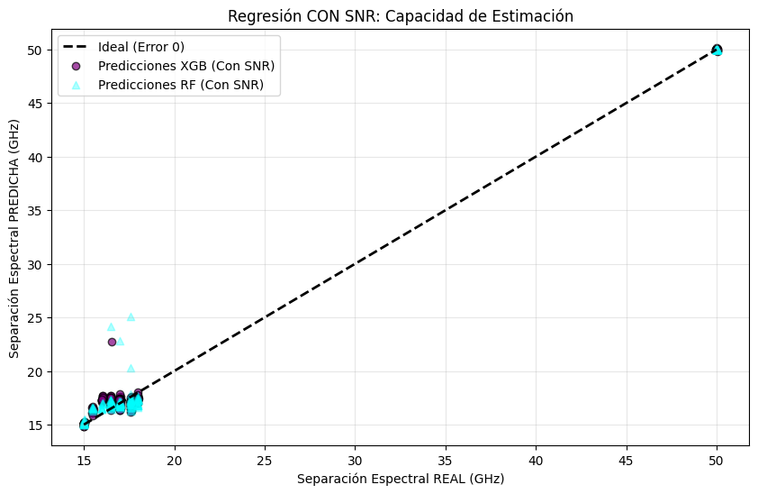 Regresión CON SNR: Capacidad de Estimación
Ideal (Error 0)
Predicciones XGB (Con SNR)
Predicciones RF (Con SNR)
Separación Espectral PREDICHA (GHz)
50
45
40
35
30
25
20
15
15 20 25 30 35 40 45 50
Separación Espectral REAL (GHz)